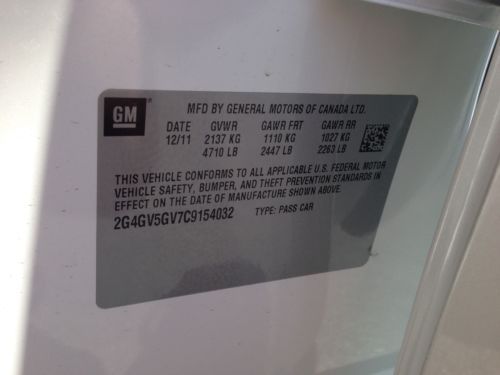 GM
MFD BY GENERAL MOTORS OF CANADA LTD.
DATE GVWR GAWR FRT GAWR RR
12/11 2137 KG 1110 KG 1027 KG
4710 LB 2447 LB 2263 LB
THIS VEHICLE CONFORMS TO ALL APPLICABLE U.S. FEDERAL MOTOR
VEHICLE SAFETY, BUMPER, AND THEFT PREVENTION STANDARDS IN
EFFECT ON THE DATE OF MANUFACTURE SHOWN ABOVE.
2G4GV5GV7C9154032 TYPE: PASS CAR